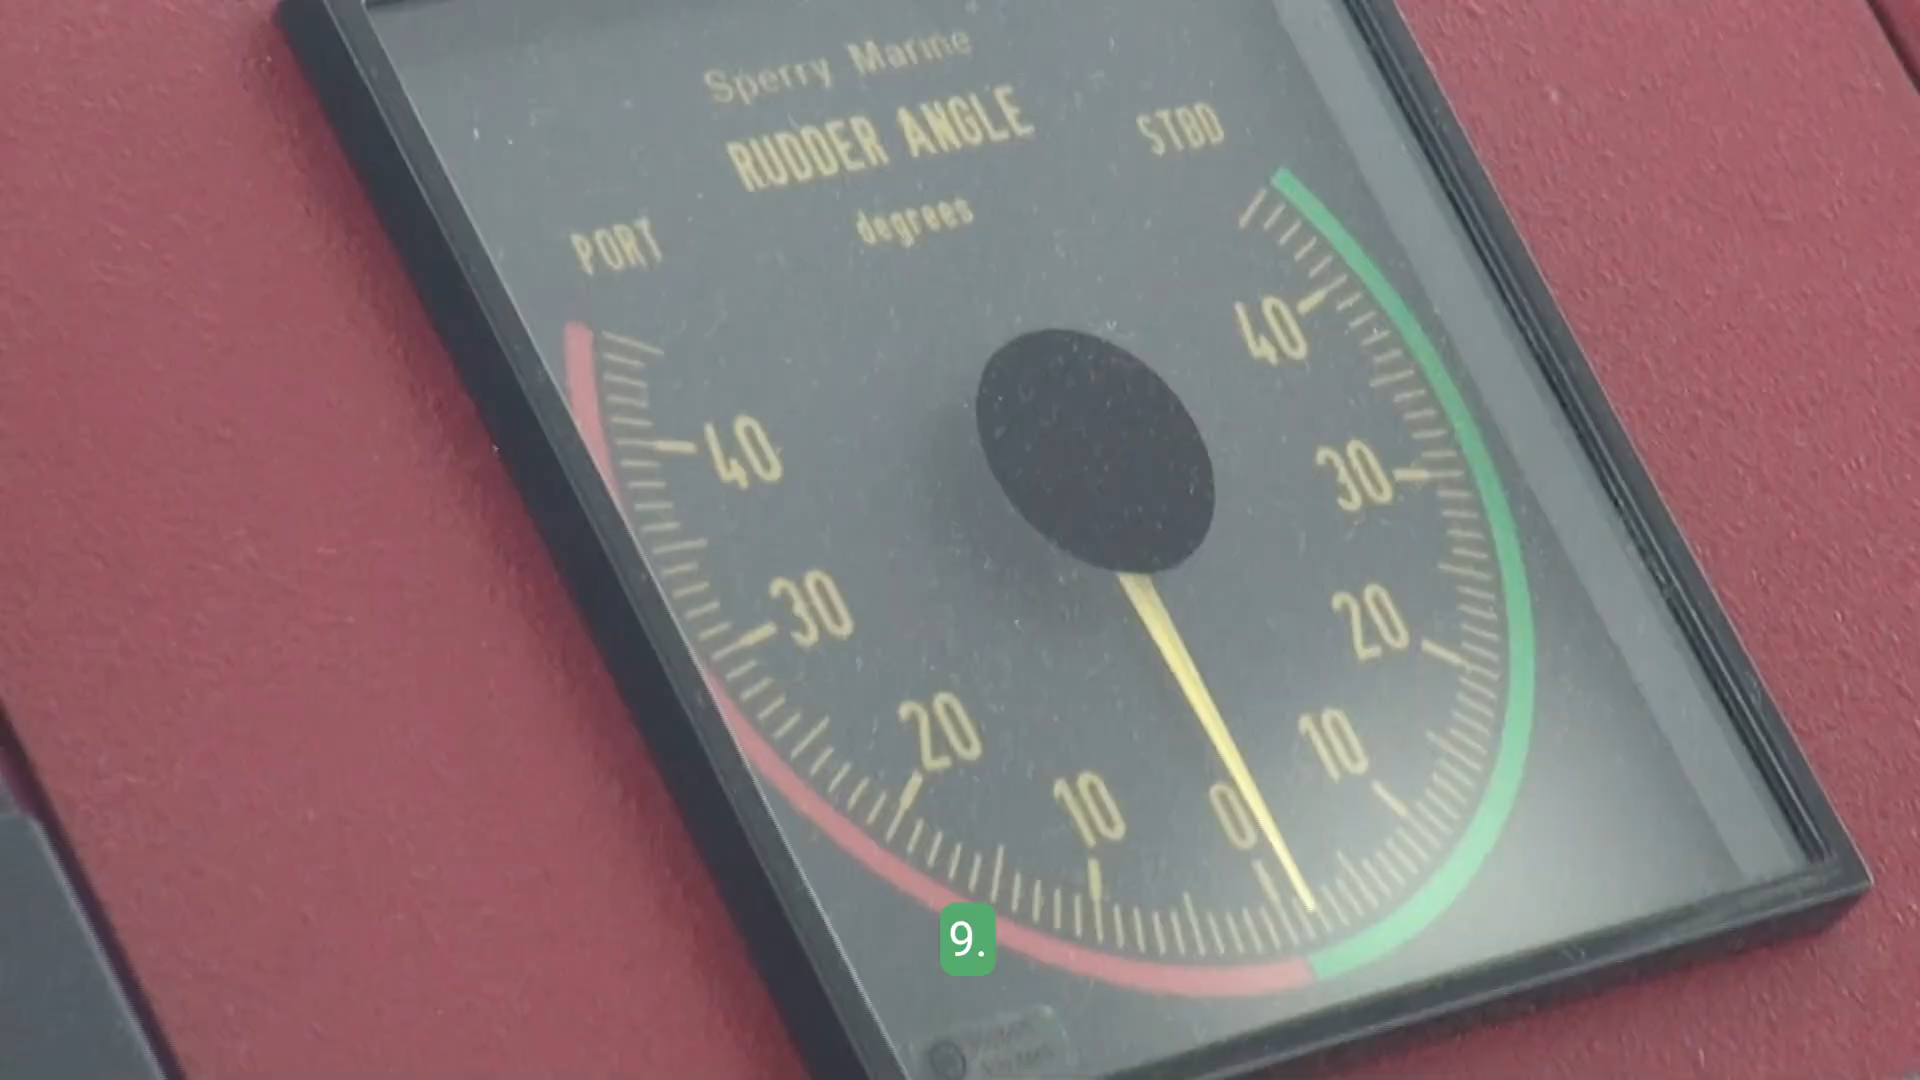 Sperry Marine
RUDDER ANGLE
degrees
PORT
STBD
40
30
20
10
0
10
20
30
40
9.